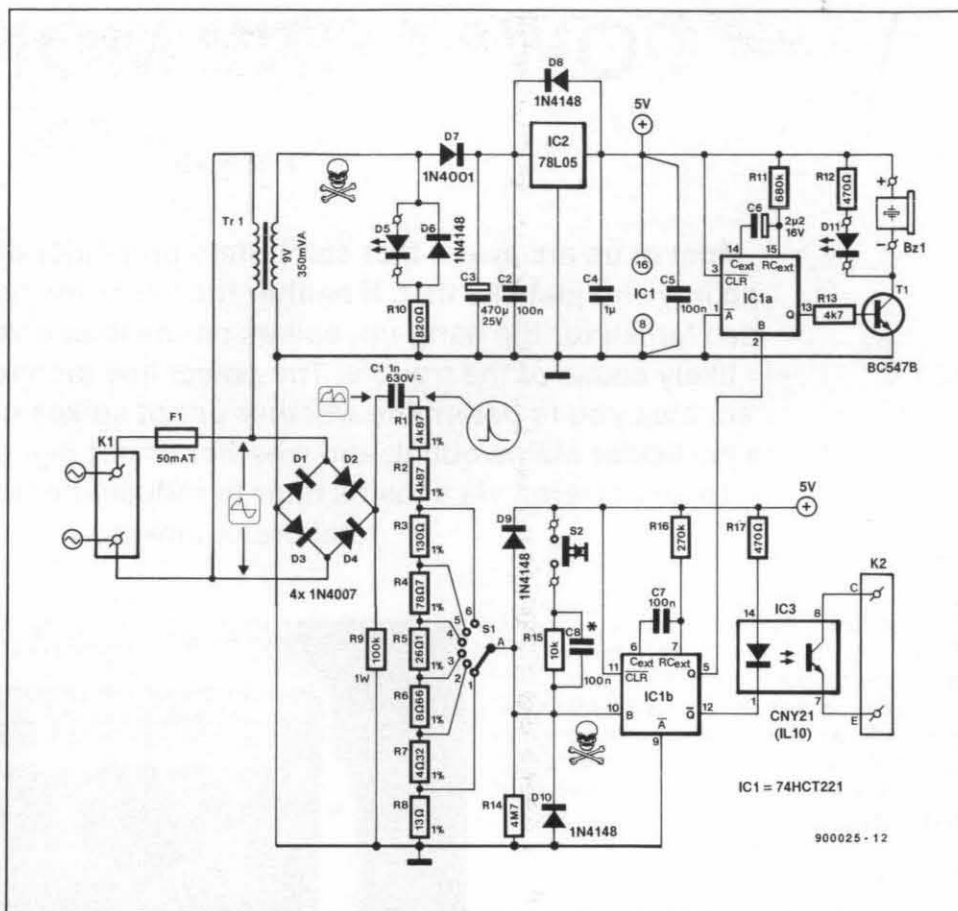 D8
1N4148
IC2
78L05
D7
1N4001
5V
R11
680k
R12
470Ω
C6
2µ2
16V
D11
Bz1
Tr 1
9V
350mVA
D5
D6
1N4148
R10
820Ω
C3
470µ
25V
C2
100n
C4
1µ
16
8
C5
100n
14
15
Cext
RCext
3
CLR
IC1a
1
A
Q
13
B
2
R13
4k7
T1
BC547B
C1 1n
630V=
R1
4k87
1%
R2
4k87
1%
R3
130Ω
1%
R4
78Ω7
1%
R5
26Ω1
1%
R6
8Ω66
1%
R7
4Ω32
1%
R8
13Ω
1%
K1
F1
50mAT
D1
D2
D3
D4
4x 1N4007
R9
100k
1W
6
5
4
3
2
1
S1
A
D9
1N4148
S2
R15
10k
C8
*
100n
R14
4M7
D10
1N4148
R16
270k
C7
100n
6
7
Cext
RCext
11
CLR
Q
5
10
B
IC1b
Q
12
A
9
R17
470Ω
5V
IC3
14
8
1
7
CNY21
(IL10)
K2
C
E
IC1 = 74HCT221
900025 - 12